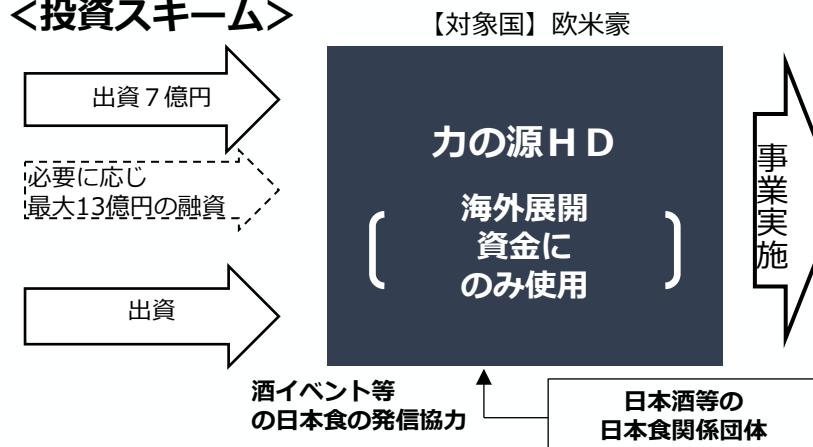 <投資スキーム>
【対象国】欧米豪
出資７億円
必要に応じ
最大13億円の融資
出資
力の源ＨＤ
海外展開
資金に
のみ使用
事業実施
酒イベント等
の日本食の発信協力
日本酒等の
日本食関係団体